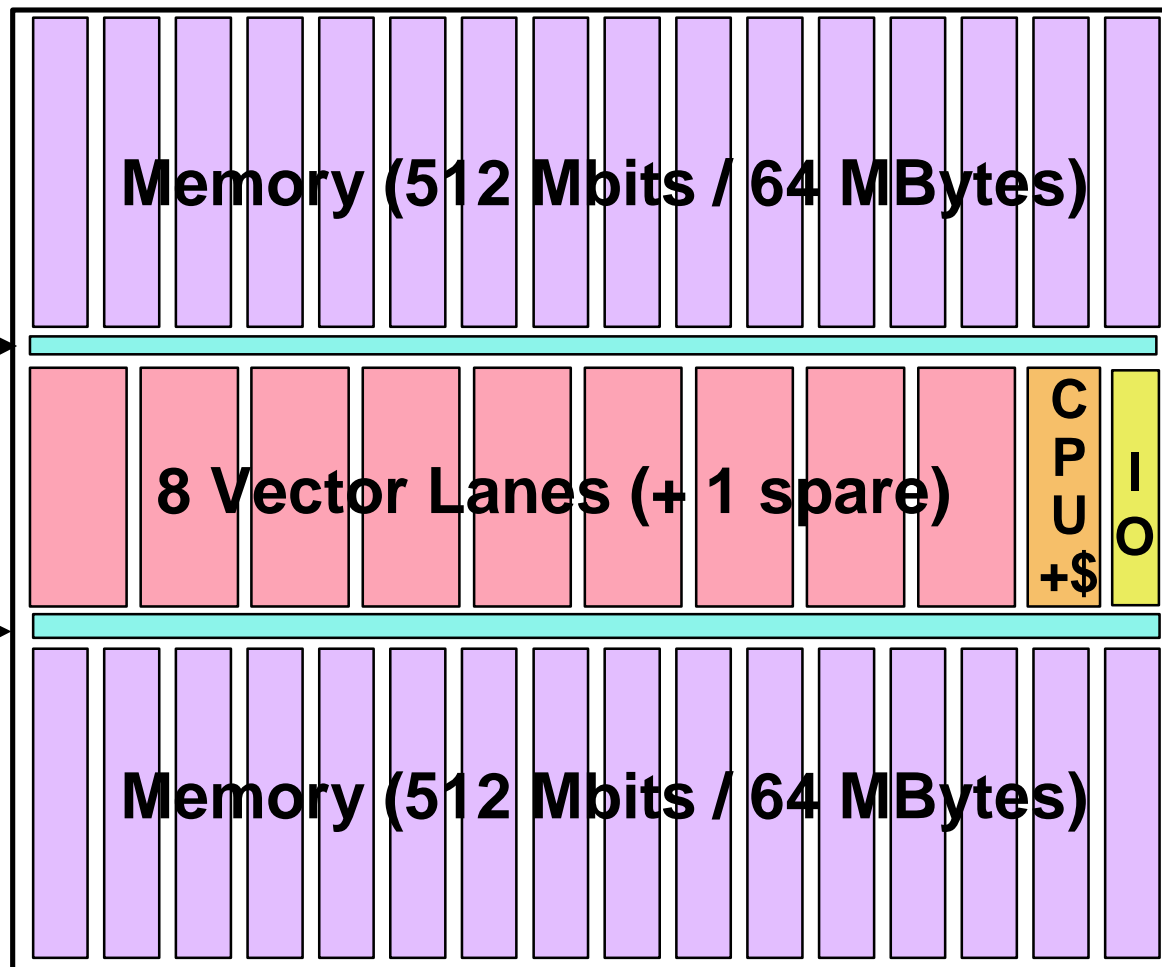 Memory (512 Mbits / 64 MBytes)
8 Vector Lanes (+ 1 spare)
C
P
U
+$
I
O
Memory (512 Mbits / 64 MBytes)